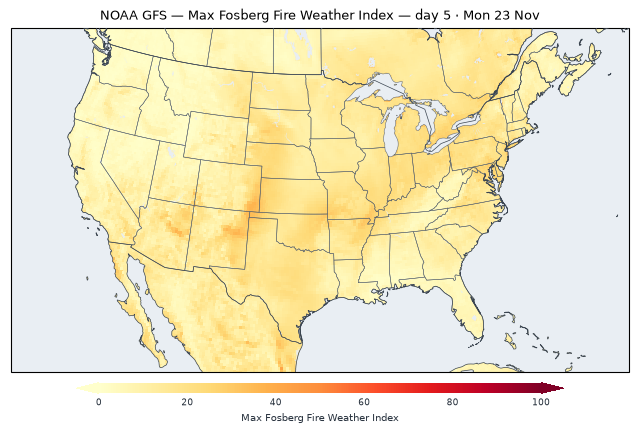 NOAA GFS — Max Fosberg Fire Weather Index — day 5 · Mon 23 Nov
0 20 40 60 80 100
Max Fosberg Fire Weather Index